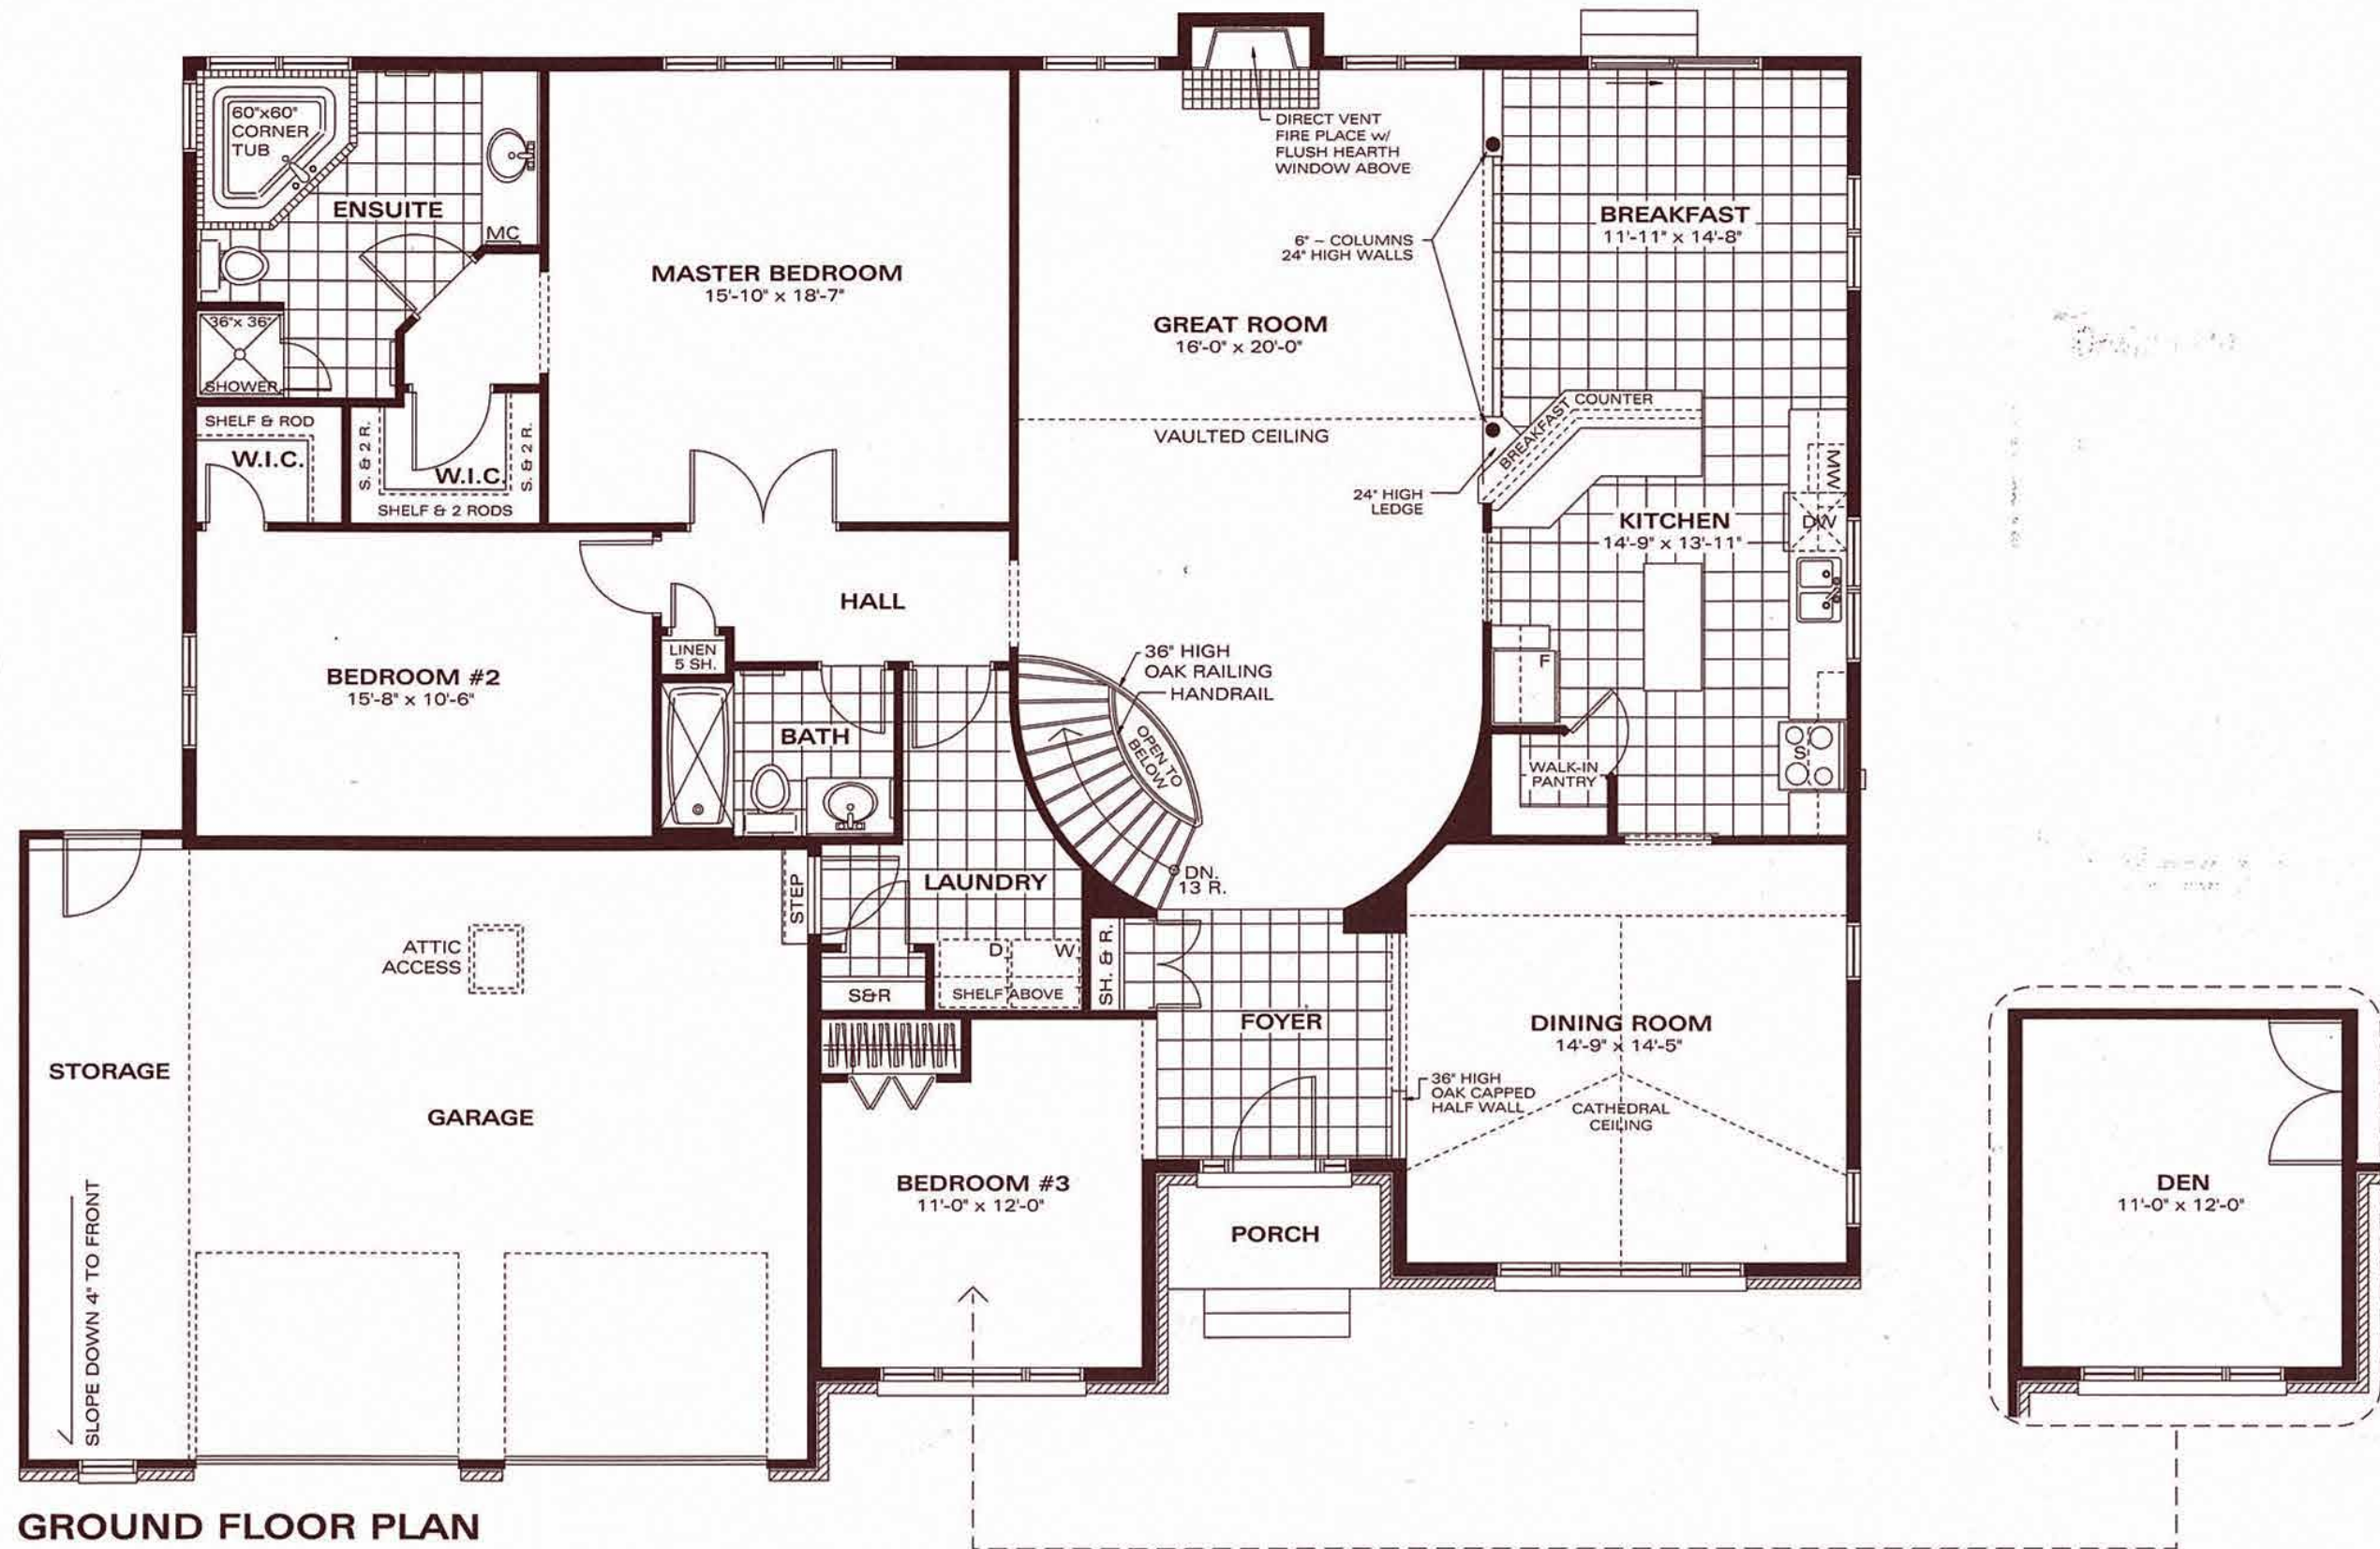 60"x60"
CORNER
TUB
ENSUITE
MC
36"x 36"
SHOWER
SHELF & ROD
W.I.C.
S. & 2 R.
W.I.C.
S. & 2 R.
SHELF & 2 RODS
MASTER BEDROOM
15'-10" x 18'-7"
DIRECT VENT
FIRE PLACE w/
FLUSH HEARTH
WINDOW ABOVE
6" – COLUMNS
24" HIGH WALLS
GREAT ROOM
16'-0" x 20'-0"
VAULTED CEILING
24" HIGH
LEDGE
BREAKFAST
11'-11" x 14'-8"
BREAKFAST COUNTER
MW
DW
KITCHEN
14'-9" x 13'-11"
F
S
WALK-IN
PANTRY
HALL
LINEN
5 SH.
BEDROOM #2
15'-8" x 10'-6"
BATH
36" HIGH
OAK RAILING
HANDRAIL
OPEN TO
BELOW
DN.
13 R.
STEP
LAUNDRY
D
W
S&R
SHELF ABOVE
SH. & R.
ATTIC
ACCESS
STORAGE
GARAGE
SLOPE DOWN 4" TO FRONT
FOYER
DINING ROOM
14'-9" x 14'-5"
36" HIGH
OAK CAPPED
HALF WALL
CATHEDRAL
CEILING
BEDROOM #3
11'-0" x 12'-0"
PORCH
DEN
11'-0" x 12'-0"
GROUND FLOOR PLAN